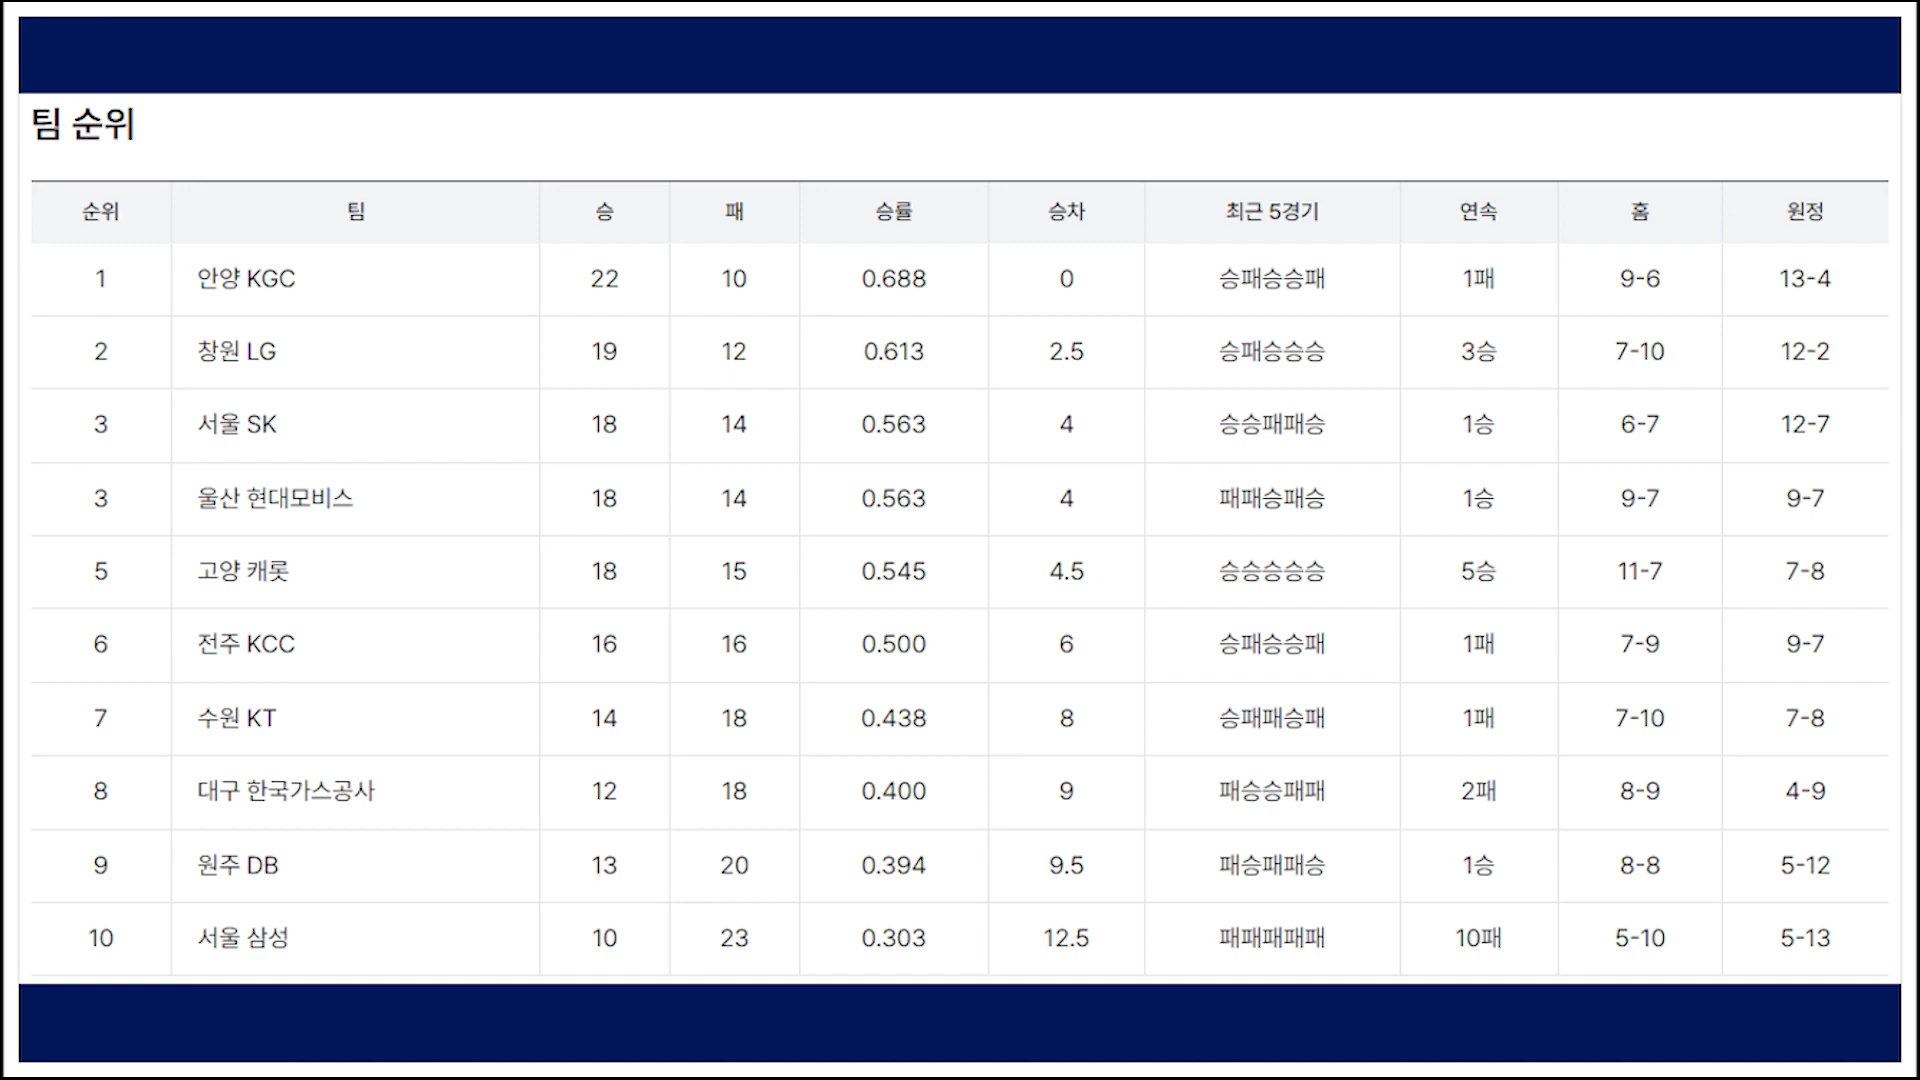 팀 순위
순위 팀 승 패 승률 승차 최근 5경기 연속 홈 원정
1 안양 KGC 22 10 0.688 0 승패승승패 1패 9-6 13-4
2 창원 LG 19 12 0.613 2.5 승패승승승 3승 7-10 12-2
3 서울 SK 18 14 0.563 4 승승패패승 1승 6-7 12-7
3 울산 현대모비스 18 14 0.563 4 패패승패승 1승 9-7 9-7
5 고양 캐롯 18 15 0.545 4.5 승승승승승 5승 11-7 7-8
6 전주 KCC 16 16 0.500 6 승패승승패 1패 7-9 9-7
7 수원 KT 14 18 0.438 8 승패패승패 1패 7-10 7-8
8 대구 한국가스공사 12 18 0.400 9 패승승패패 2패 8-9 4-9
9 원주 DB 13 20 0.394 9.5 패승패패승 1승 8-8 5-12
10 서울 삼성 10 23 0.303 12.5 패패패패패 10패 5-10 5-13